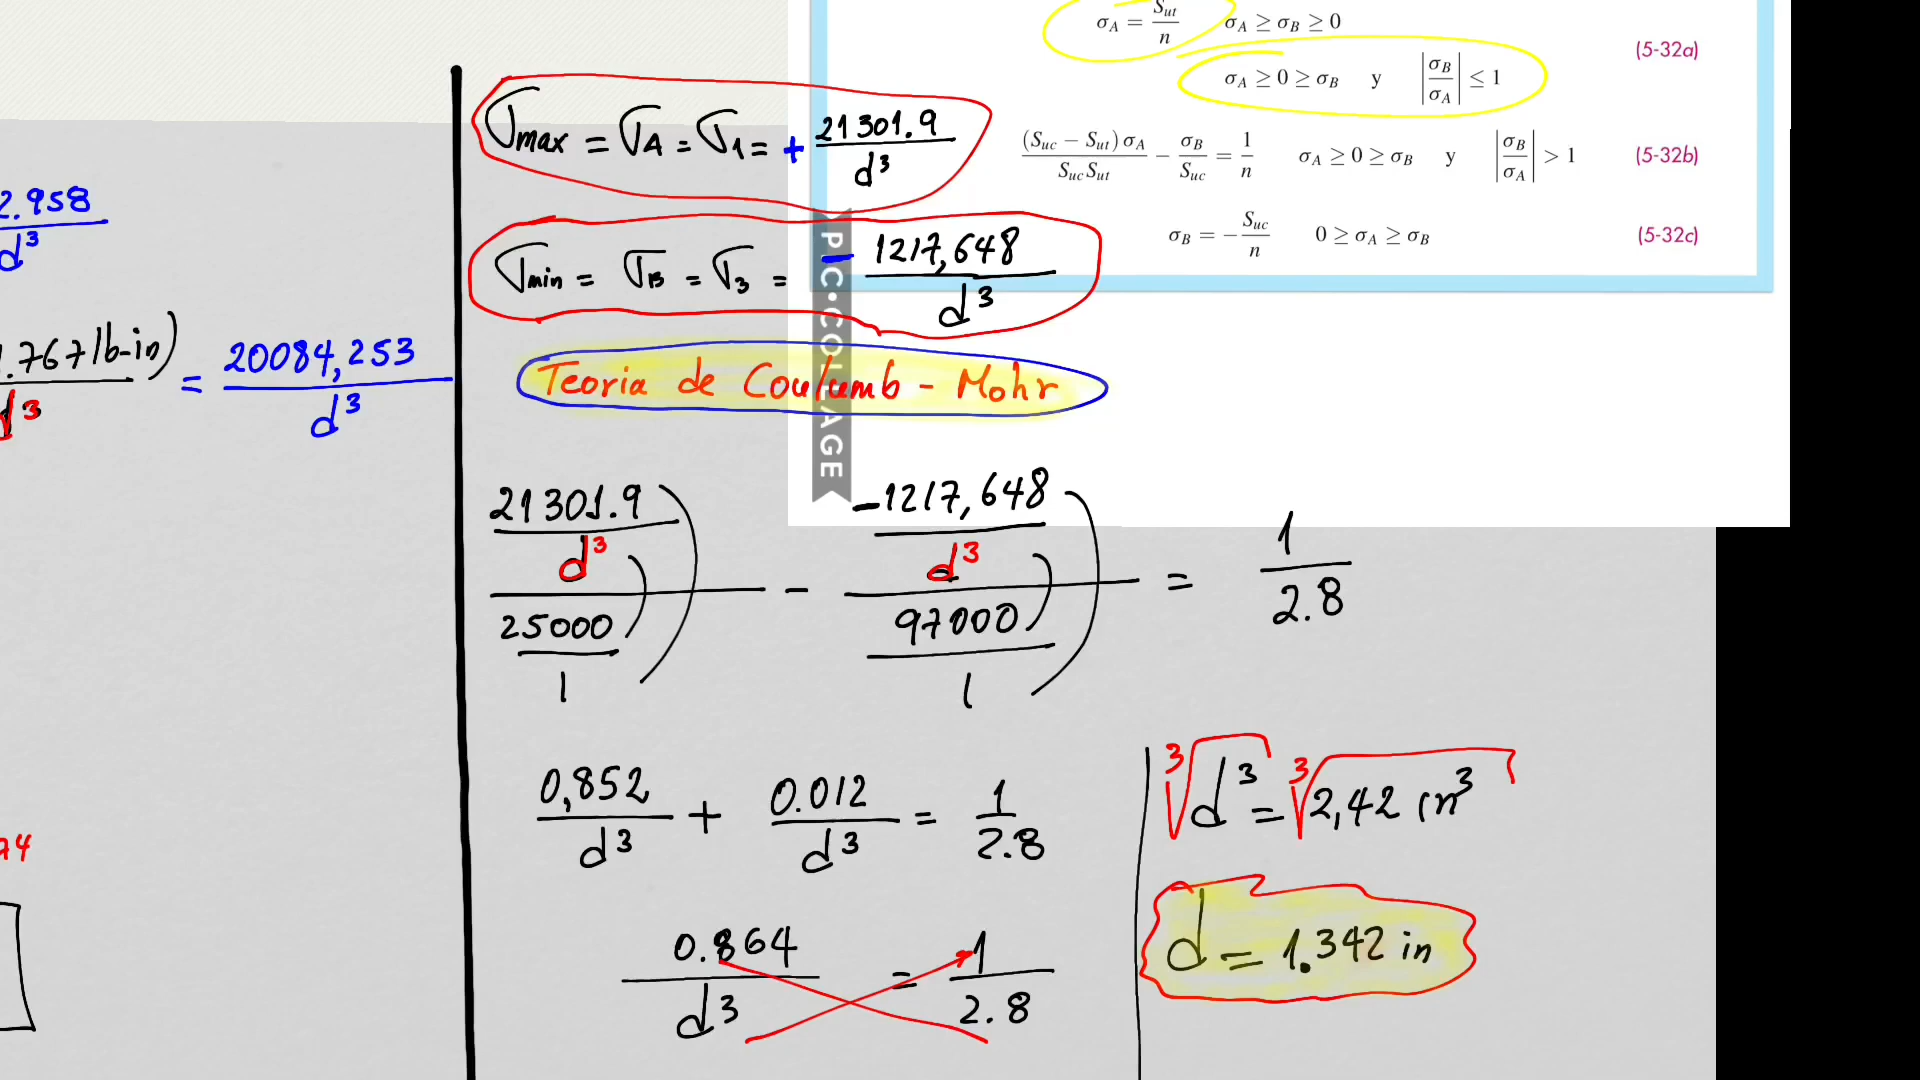 σA = Sut/n σA ≥ σB ≥ 0
(5-32a)
σA ≥ 0 ≥ σB y |σB/σA| ≤ 1
(Suc − Sut) σA/Suc Sut − σB/Suc = 1/n σA ≥ 0 ≥ σB y |σB/σA| > 1 (5-32b)
σB = −Suc/n 0 ≥ σA ≥ σB (5-32c)
2.958/d³
.767 lb-in)/d³ = 20084,253/d³
σmax = σA = σ1 = + 21301.9/d³
σmin = σB = σ3 = − 1217,648/d³
PIC•COLLAGE
Teoria de Coulumb - Mohr
21301.9/d³/25000/1 − −1217,648/d³/97000/1 = 1/2.8
0,852/d³ + 0.012/d³ = 1/2.8
0.864/d³ = 1/2.8
³√d³ = ³√2,42 in³
d = 1.342 in